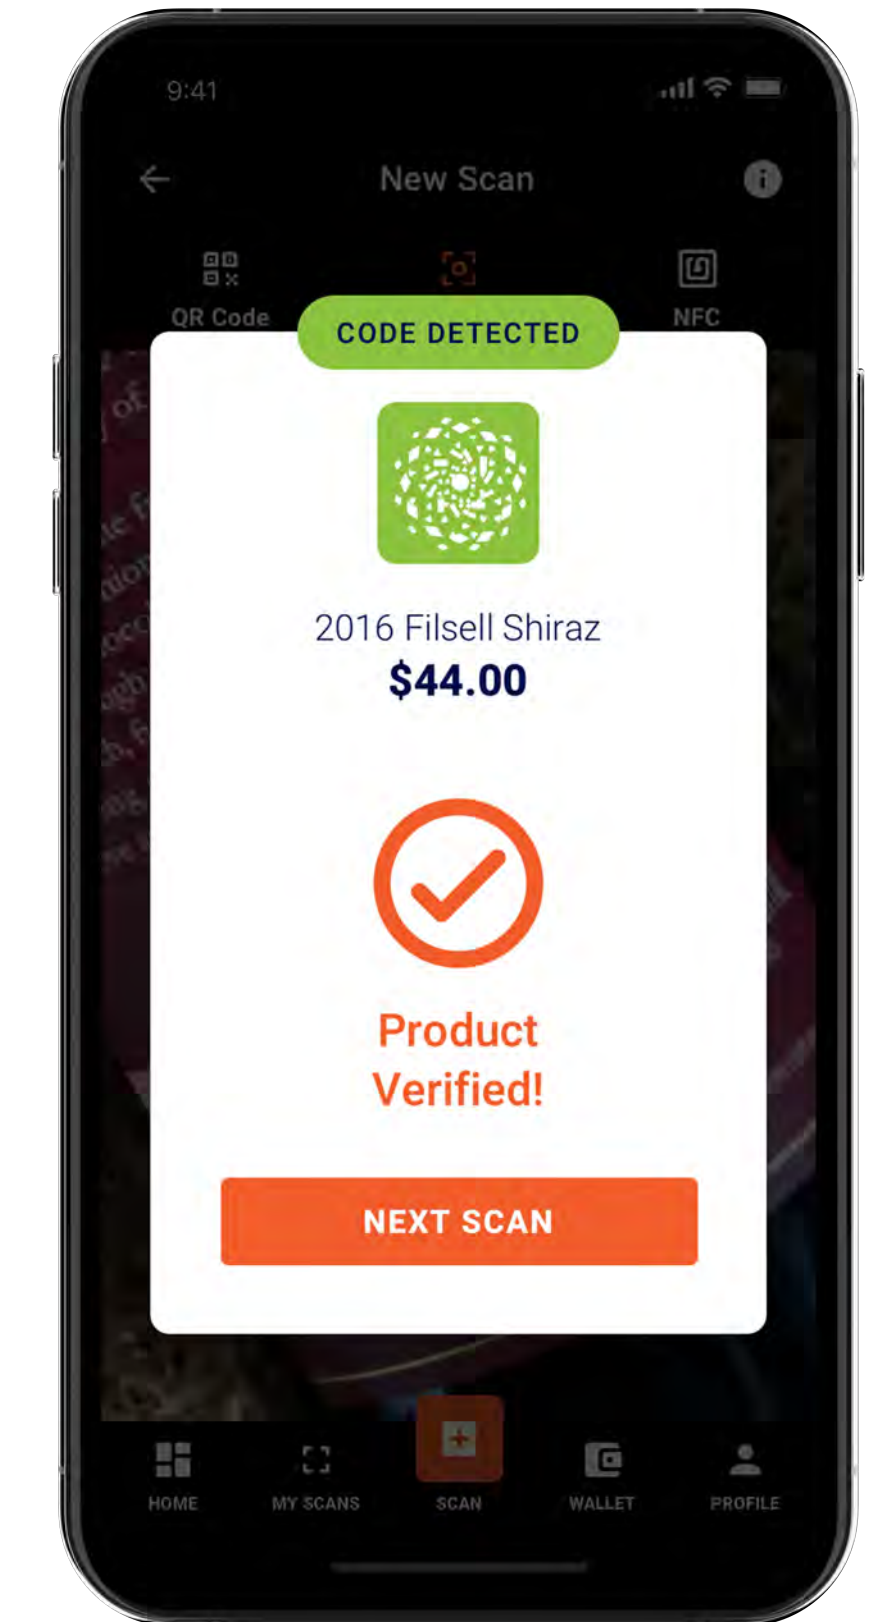 9:41
New Scan
QR Code
NFC
CODE DETECTED
of
2016 Filsell Shiraz
$44.00
Product
Verified!
NEXT SCAN
HOME
MY SCANS
SCAN
WALLET
PROFILE